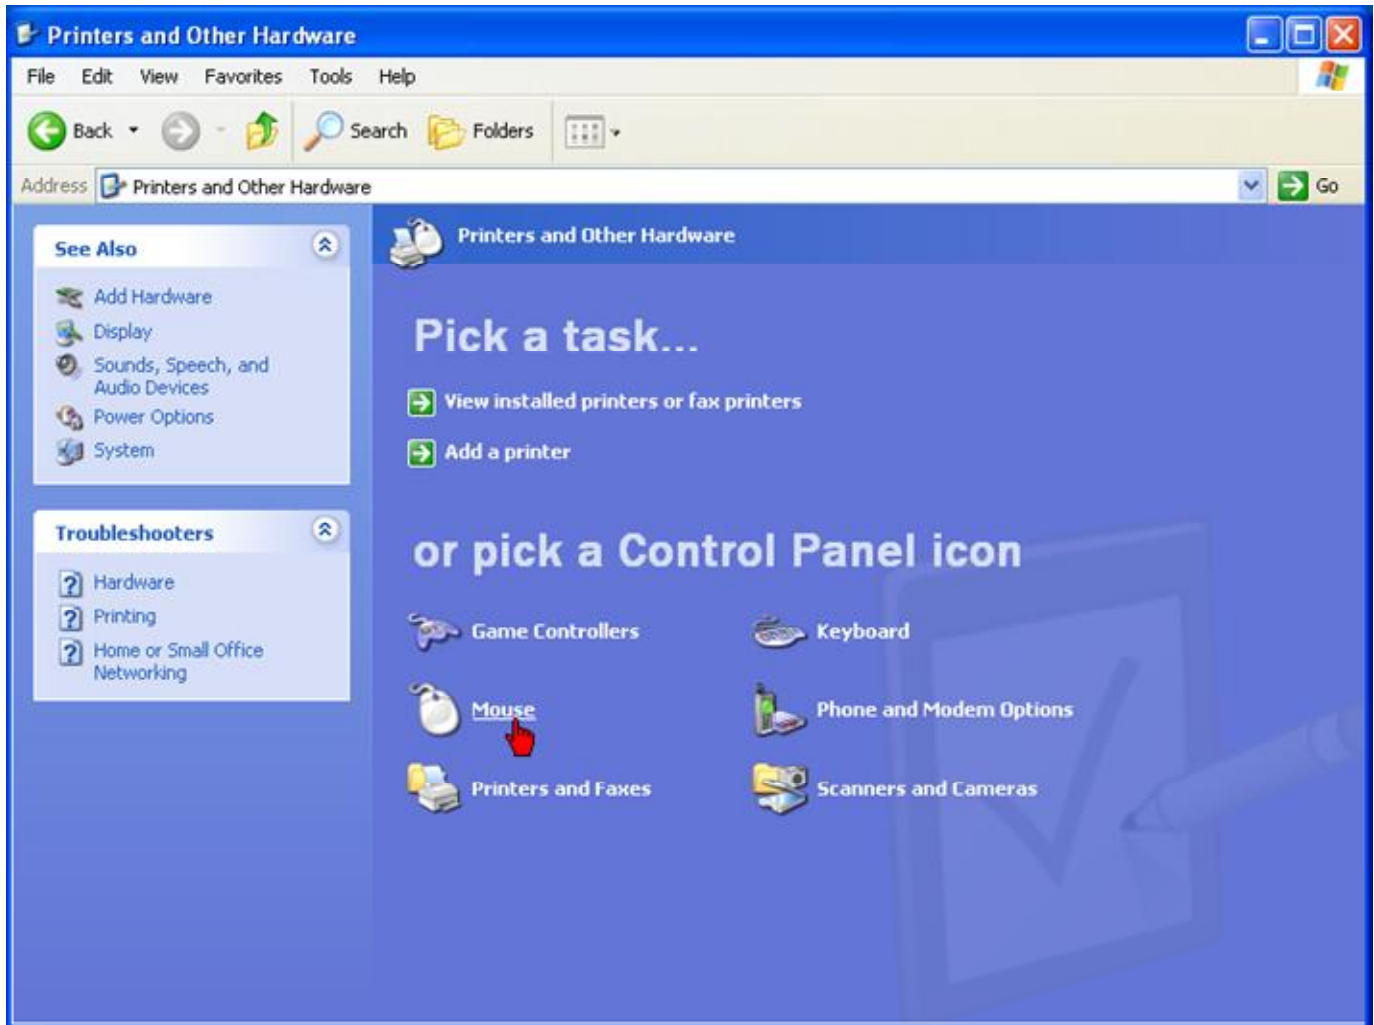 Printers and Other Hardware
File Edit View Favorites Tools Help
Back Search Folders
Address Printers and Other Hardware Go
See Also
Add Hardware
Display
Sounds, Speech, and
Audio Devices
Power Options
System
Troubleshooters
Hardware
Printing
Home or Small Office
Networking
Printers and Other Hardware
Pick a task...
View installed printers or fax printers
Add a printer
or pick a Control Panel icon
Game Controllers Keyboard
Mouse Phone and Modem Options
Printers and Faxes Scanners and Cameras